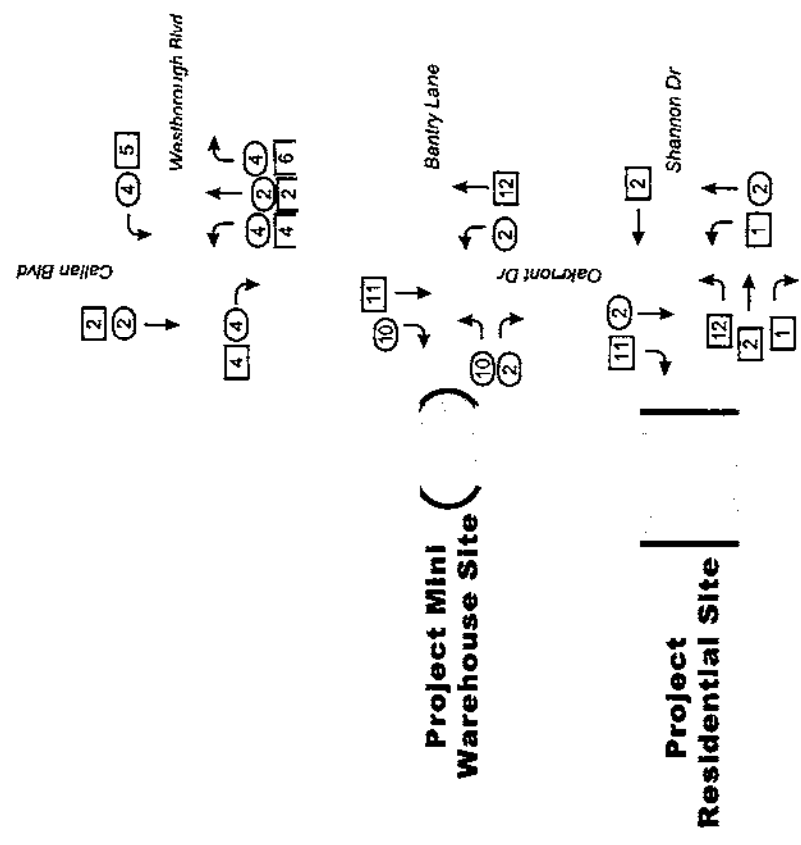 Callan Blvd
Westborough Blvd
2
2
4
5
4
4
4
2
4
4
2
6
Bantry Lane
Oakmont Dr
11
10
12
2
10
2
Project Mini
Warehouse Site
Shannon Dr
2
2
11
12
2
1
1
2
Project
Residential Site